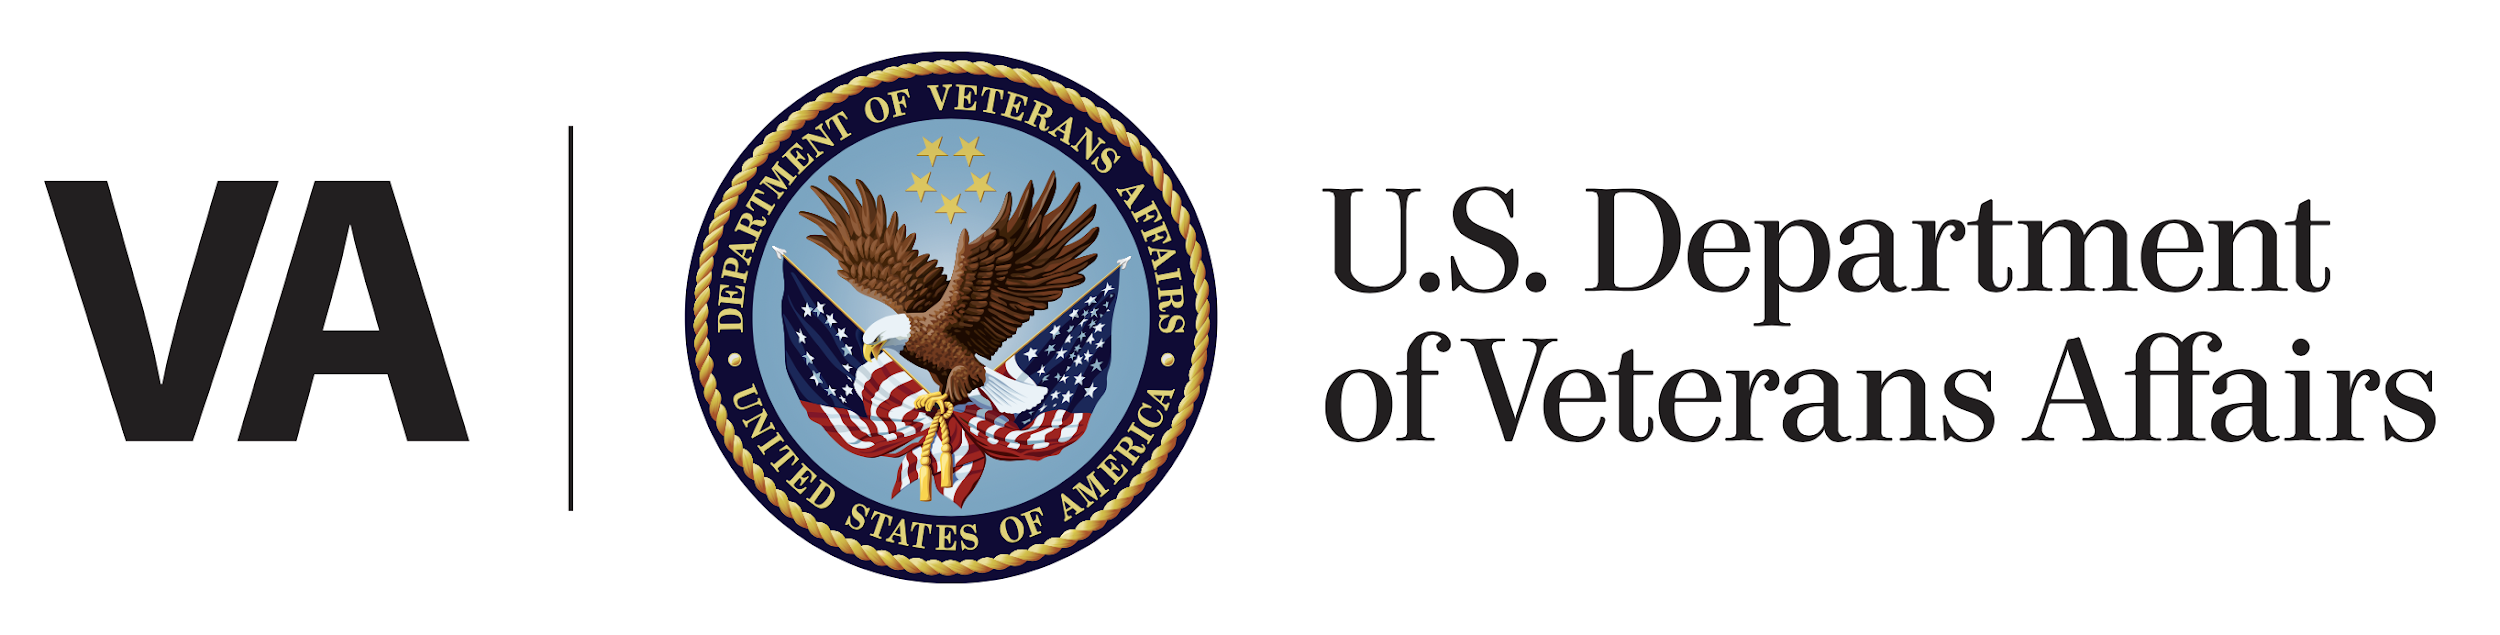 VA
DEPARTMENT OF VETERANS AFFAIRS
UNITED STATES OF AMERICA
U.S. Department
of Veterans Affairs